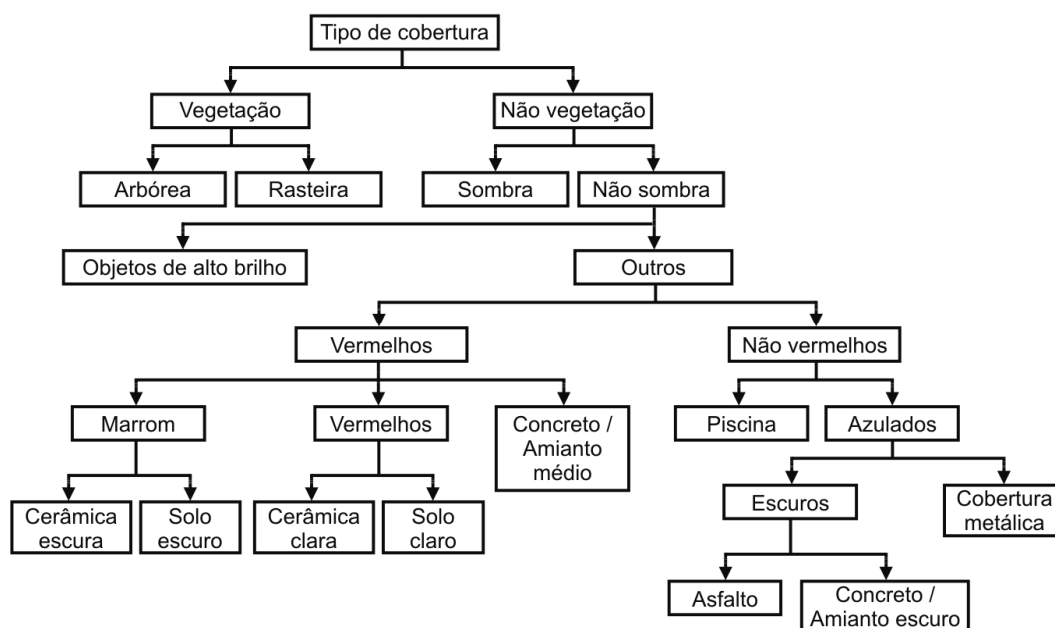 Tipo de cobertura
Vegetação
Não vegetação
Arbórea
Rasteira
Sombra
Não sombra
Objetos de alto brilho
Outros
Vermelhos
Não vermelhos
Marrom
Vermelhos
Concreto /
Amianto
médio
Piscina
Azulados
Cerâmica
escura
Solo
escuro
Cerâmica
clara
Solo
claro
Escuros
Cobertura
metálica
Asfalto
Concreto /
Amianto escuro